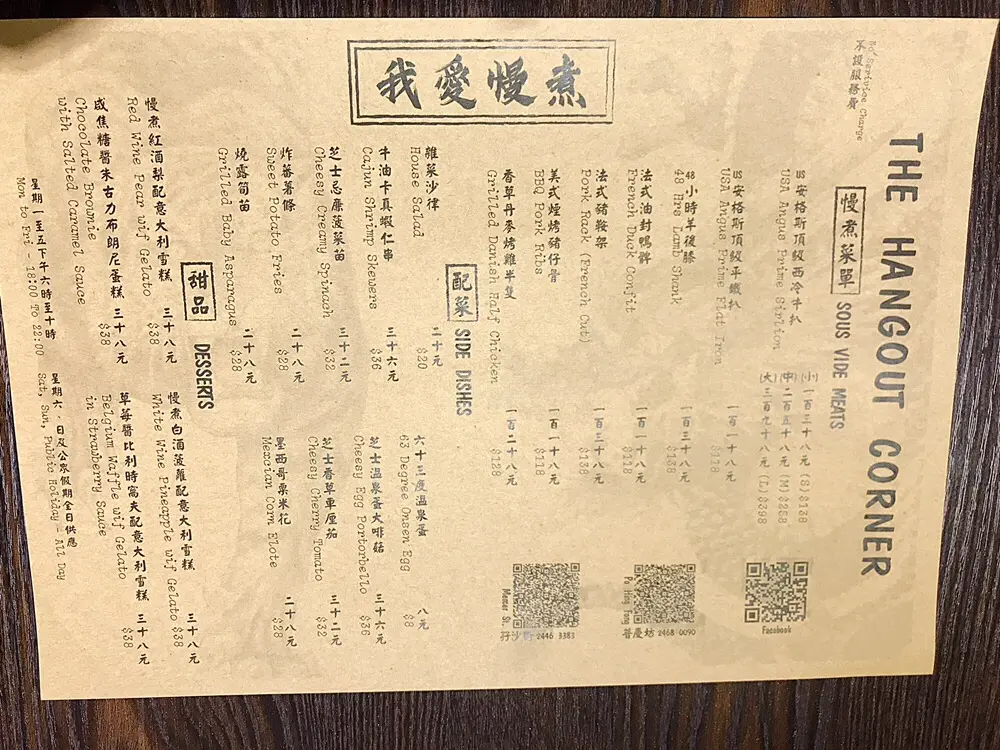 不設服務費
No Serivice Charge
THE HANGOUT CORNER
我愛慢煮
慢煮菜單 SOUS VIDE MEATS
US安格斯頂級西冷牛扒
USA Angus Prime Sirlion
(小) 一百三十八元 (S) $138
(中) 二百五十八元 (M) $258
(大) 三百九十八元 (L) $398
US安格斯頂級平鐵扒 一百一十八元
USA Angus Prime Flat Iron $118
48小時羊後膝 一百三十八元
48 Hrs Lamb Shank $138
法式油封鴨髀 一百一十八元
French Duck Confit $118
法式豬鞍架 一百三十八元
Pork Rack (French Cut) $138
美式煙烤豬仔骨 一百一十八元
BBQ Pork Ribs $118
香草丹麥烤雞半隻 一百二十八元
Grilled Danish Half Chicken $128
Facebook
Po Hing Fong 普慶坊 2468 0090
Mercer St. 孖沙街 2446 3383
配菜 SIDE DISHES
雜菜沙律 二十元
House Salad $20
牛油卡真蝦仁串 三十六元
Cajun Shrimp Skewers $36
芝士忌廉菠菜苗 三十二元
Cheesy Creamy Spinach $32
炸蕃薯條 二十八元
Sweet Potato Fries $28
燒露筍苗 二十八元
Grilled Baby Asparagus $28
六十三度溫泉蛋 八元
63 Degree Onsen Egg $8
芝士溫泉蛋大啡菇 三十六元
Cheesy Egg Portorbello $36
芝士香草車厘茄 三十二元
Cheesy Cherry Tomato $32
墨西哥粟米花 二十八元
Mexcian Corn Elote $28
甜品 DESSERTS
慢煮紅酒梨配意大利雪糕 三十八元
Red Wine Pear wif Gelato $38
成焦糖醬朱古力布朗尼蛋糕 三十八元
Chocolate Brownie $38
with Salted Caramel Sauce
慢煮白酒菠蘿配意大利雪糕 三十八元
White Wine Pineapple wif Gelato $38
草莓醬比利時窩夫配意大利雪糕 三十八元
Belgium Waffle wif Gelato $38
in Strawberry Sauce
星期一至五下午六時至十時
Mon to Fri - 18:00 To 22:00
星期六、日及公眾假期全日供應
Sat, Sun, Public Holiday - All Day